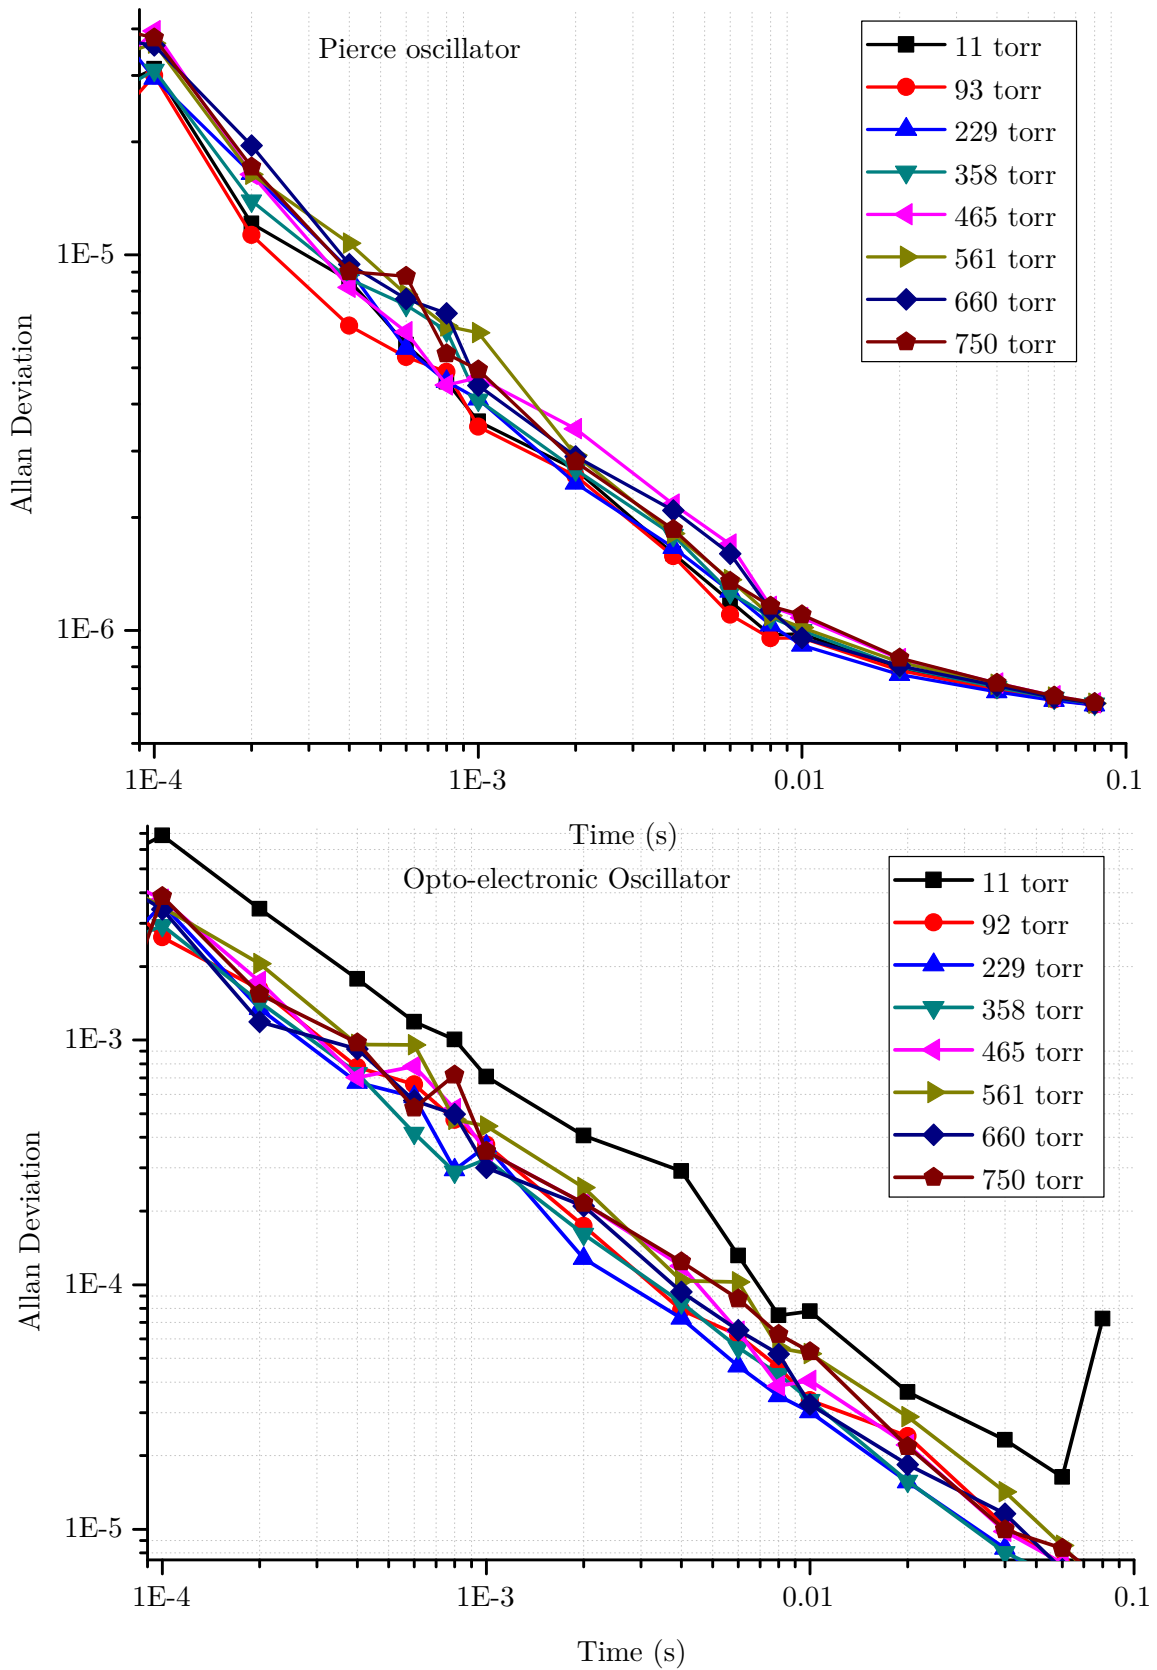 Pierce oscillator
11 torr
93 torr
229 torr
358 torr
465 torr
561 torr
660 torr
750 torr
1E-5
1E-6
Allan Deviation
1E-4
1E-3
0.01
0.1
Time (s)
Opto-electronic Oscillator
11 torr
92 torr
229 torr
358 torr
465 torr
561 torr
660 torr
750 torr
1E-3
1E-4
1E-5
Allan Deviation
1E-4
1E-3
0.01
0.1
Time (s)